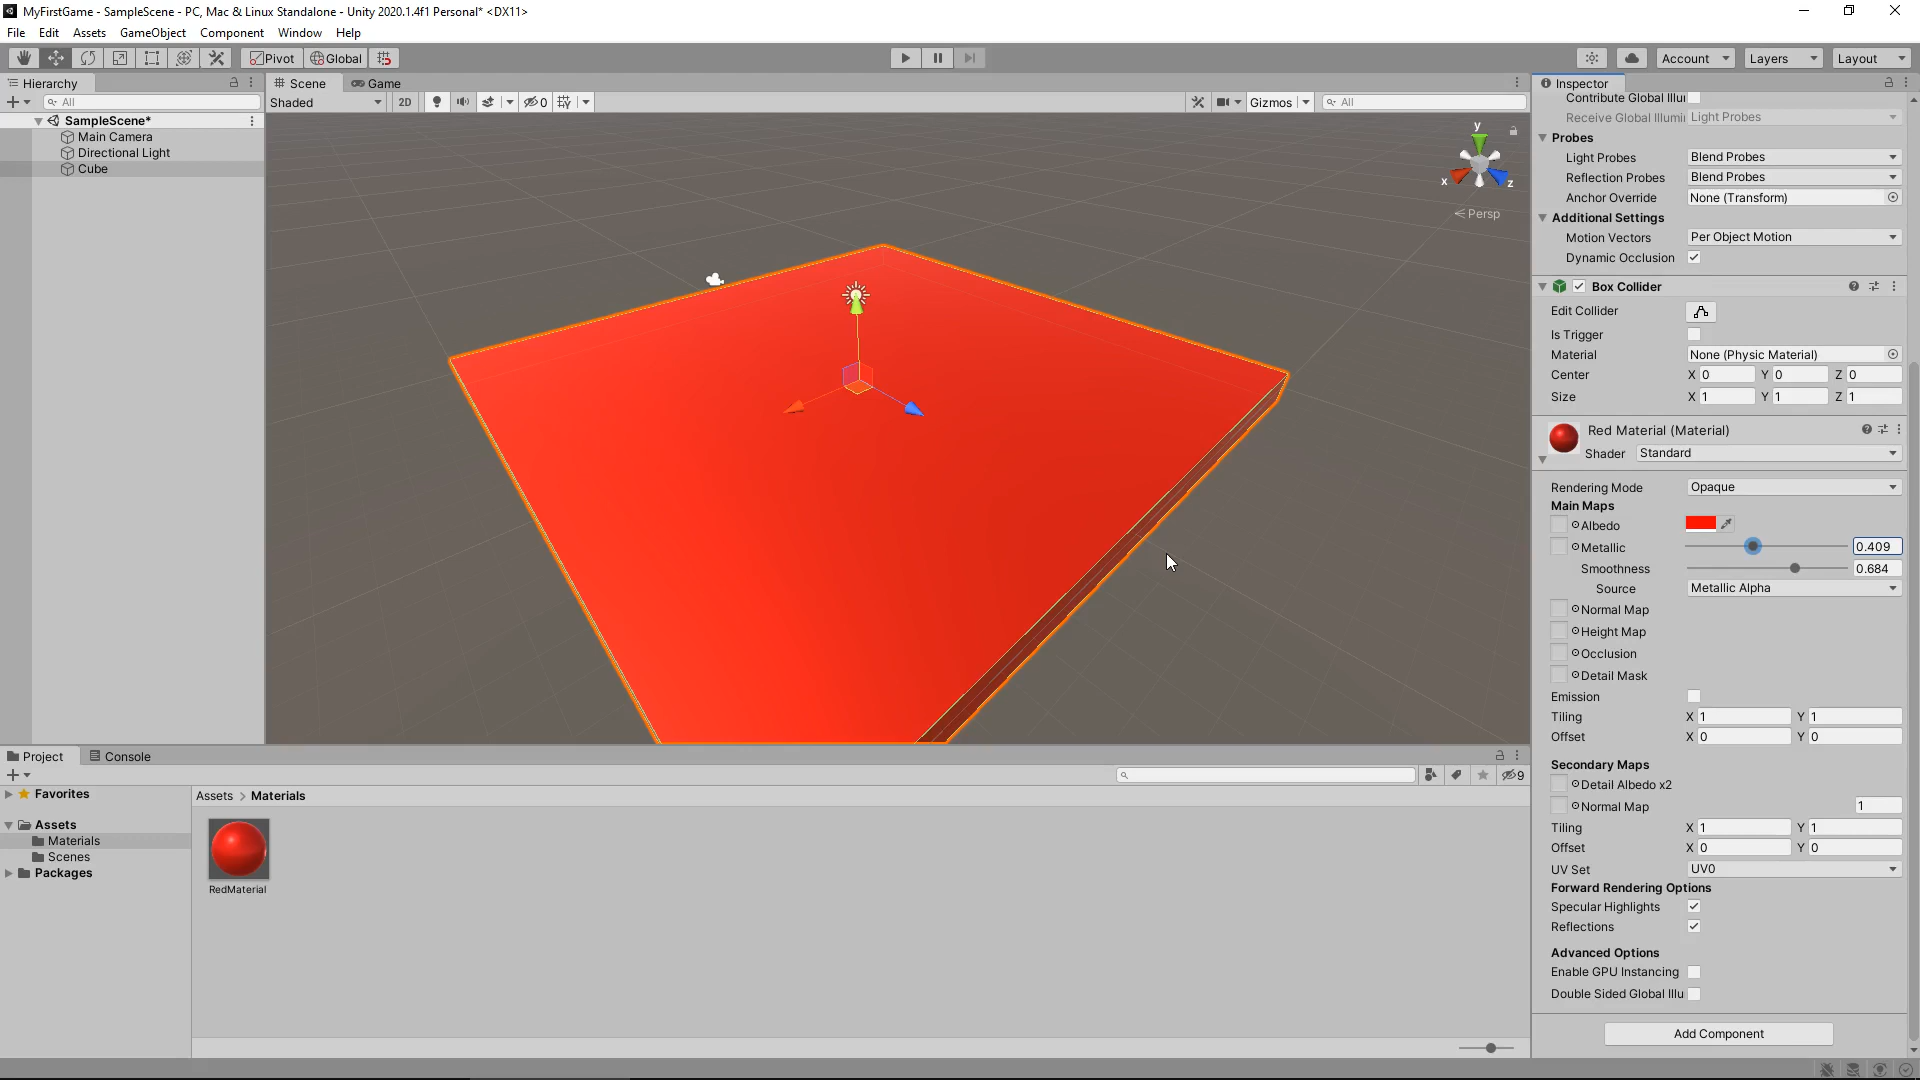 MyFirstGame - SampleScene - PC, Mac & Linux Standalone - Unity 2020.1.4f1 Personal* <DX11>
File Edit Assets GameObject Component Window Help
Pivot Global Account Layers Layout
Hierarchy
All
SampleScene*
Main Camera
Directional Light
Cube
Scene Game
Shaded 2D 0 Gizmos All
y
x
z
Persp
Inspector
Contribute Global Illui
Receive Global Illumii Light Probes
Probes
Light Probes Blend Probes
Reflection Probes Blend Probes
Anchor Override None (Transform)
Additional Settings
Motion Vectors Per Object Motion
Dynamic Occlusion
Box Collider
Edit Collider
Is Trigger
Material None (Physic Material)
Center X 0 Y 0 Z 0
Size X 1 Y 1 Z 1
Red Material (Material)
Shader Standard
Rendering Mode Opaque
Main Maps
Albedo
Metallic 0.409
Smoothness 0.684
Source Metallic Alpha
Normal Map
Height Map
Occlusion
Detail Mask
Emission
Tiling X 1 Y 1
Offset X 0 Y 0
Secondary Maps
Detail Albedo x2
Normal Map 1
Tiling X 1 Y 1
Offset X 0 Y 0
UV Set UV0
Forward Rendering Options
Specular Highlights
Reflections
Advanced Options
Enable GPU Instancing
Double Sided Global Illu
Add Component
Project Console
9
Favorites
Assets
Materials
Scenes
Packages
Assets > Materials
RedMaterial